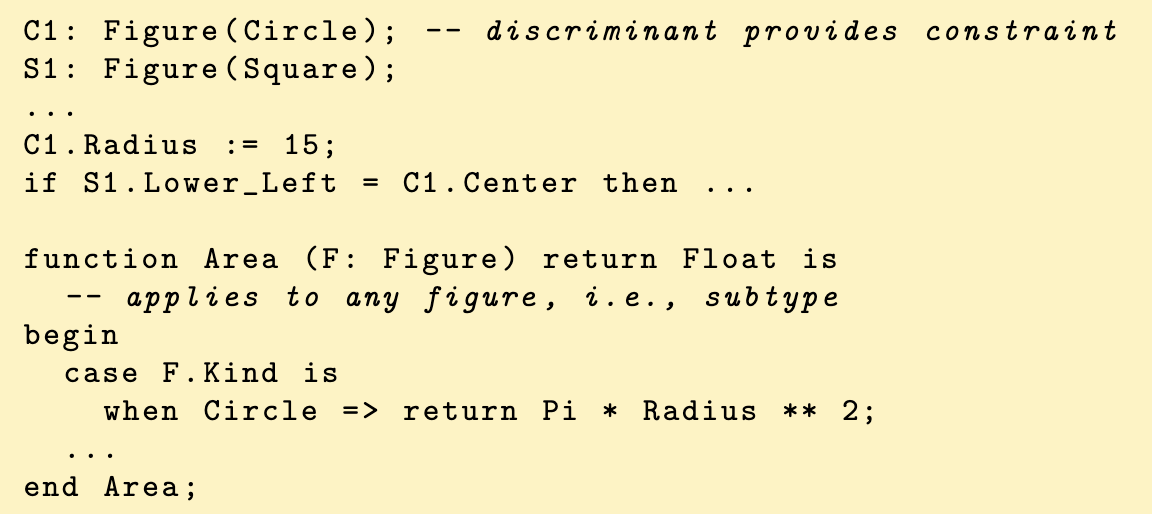 C1: Figure(Circle); -- discriminant provides constraint
S1: Figure(Square);
...
C1.Radius := 15;
if S1.Lower_Left = C1.Center then ...
function Area (F: Figure) return Float is
-- applies to any figure, i.e., subtype
begin
case F.Kind is
when Circle => return Pi * Radius ** 2;
...
end Area;